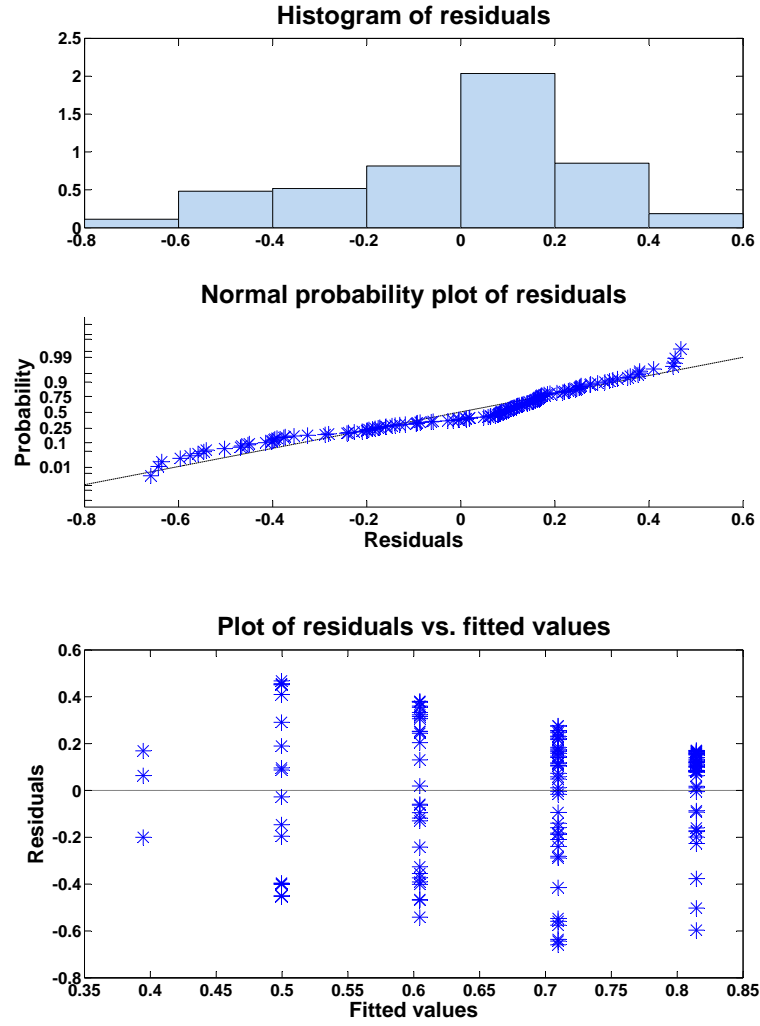 Histogram of residuals
2.5
2
1.5
1
0.5
0
-0.8 -0.6 -0.4 -0.2 0 0.2 0.4 0.6
Normal probability plot of residuals
Probability
0.99
0.9
0.75
0.5
0.25
0.1
0.01
-0.8 -0.6 -0.4 -0.2 0 0.2 0.4 0.6
Residuals
Plot of residuals vs. fitted values
Residuals
0.6
0.4
0.2
0
-0.2
-0.4
-0.6
-0.8
0.35 0.4 0.45 0.5 0.55 0.6 0.65 0.7 0.75 0.8 0.85
Fitted values